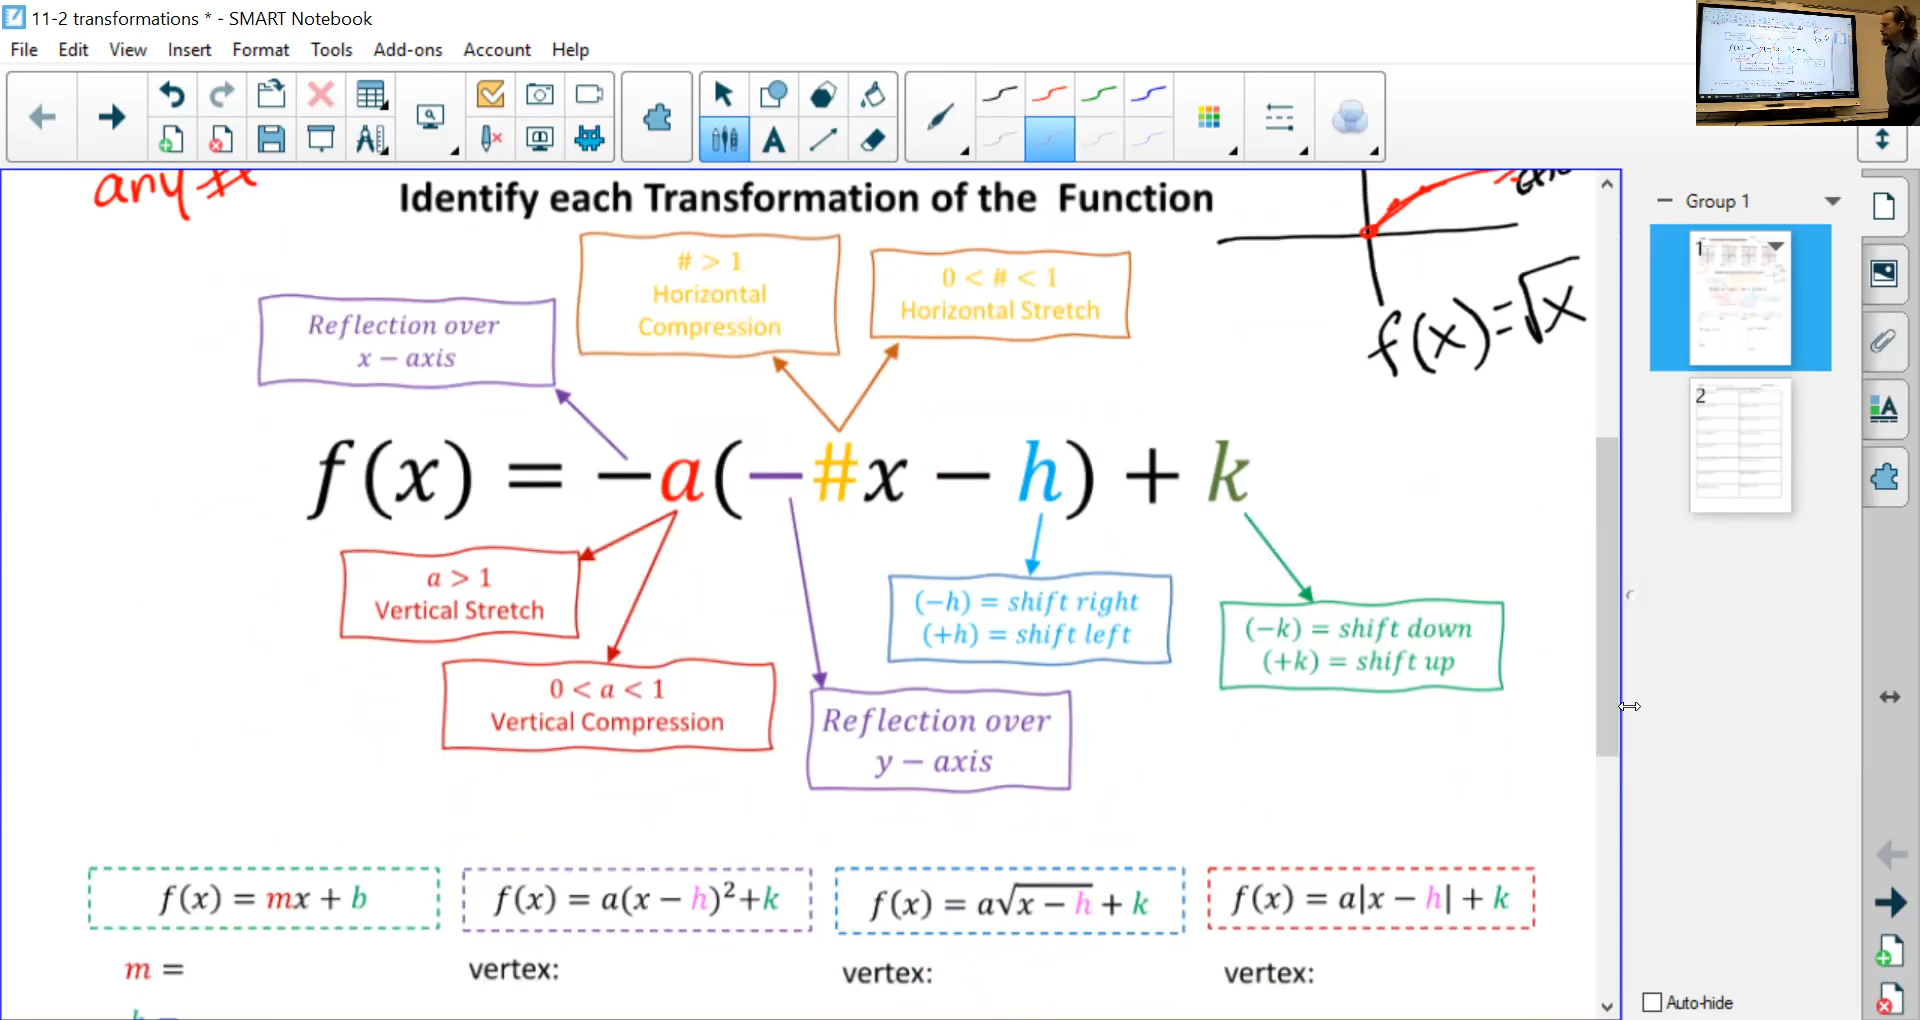 11-2 transformations * - SMART Notebook
File Edit View Insert Format Tools Add-ons Account Help
any #
Identify each Transformation of the Function
# > 1
Horizontal
Compression
0 < # < 1
Horizontal Stretch
Reflection over
x − axis
f(x) = √x
f(x) = −a(−#x − h) + k
a > 1
Vertical Stretch
0 < a < 1
Vertical Compression
Reflection over
y − axis
(−h) = shift right
(+h) = shift left
(−k) = shift down
(+k) = shift up
f(x) = mx + b
m =
f(x) = a(x − h)²+k
vertex:
f(x) = a√x − h + k
vertex:
f(x) = a|x − h| + k
vertex:
Group 1
1
2
Auto-hide